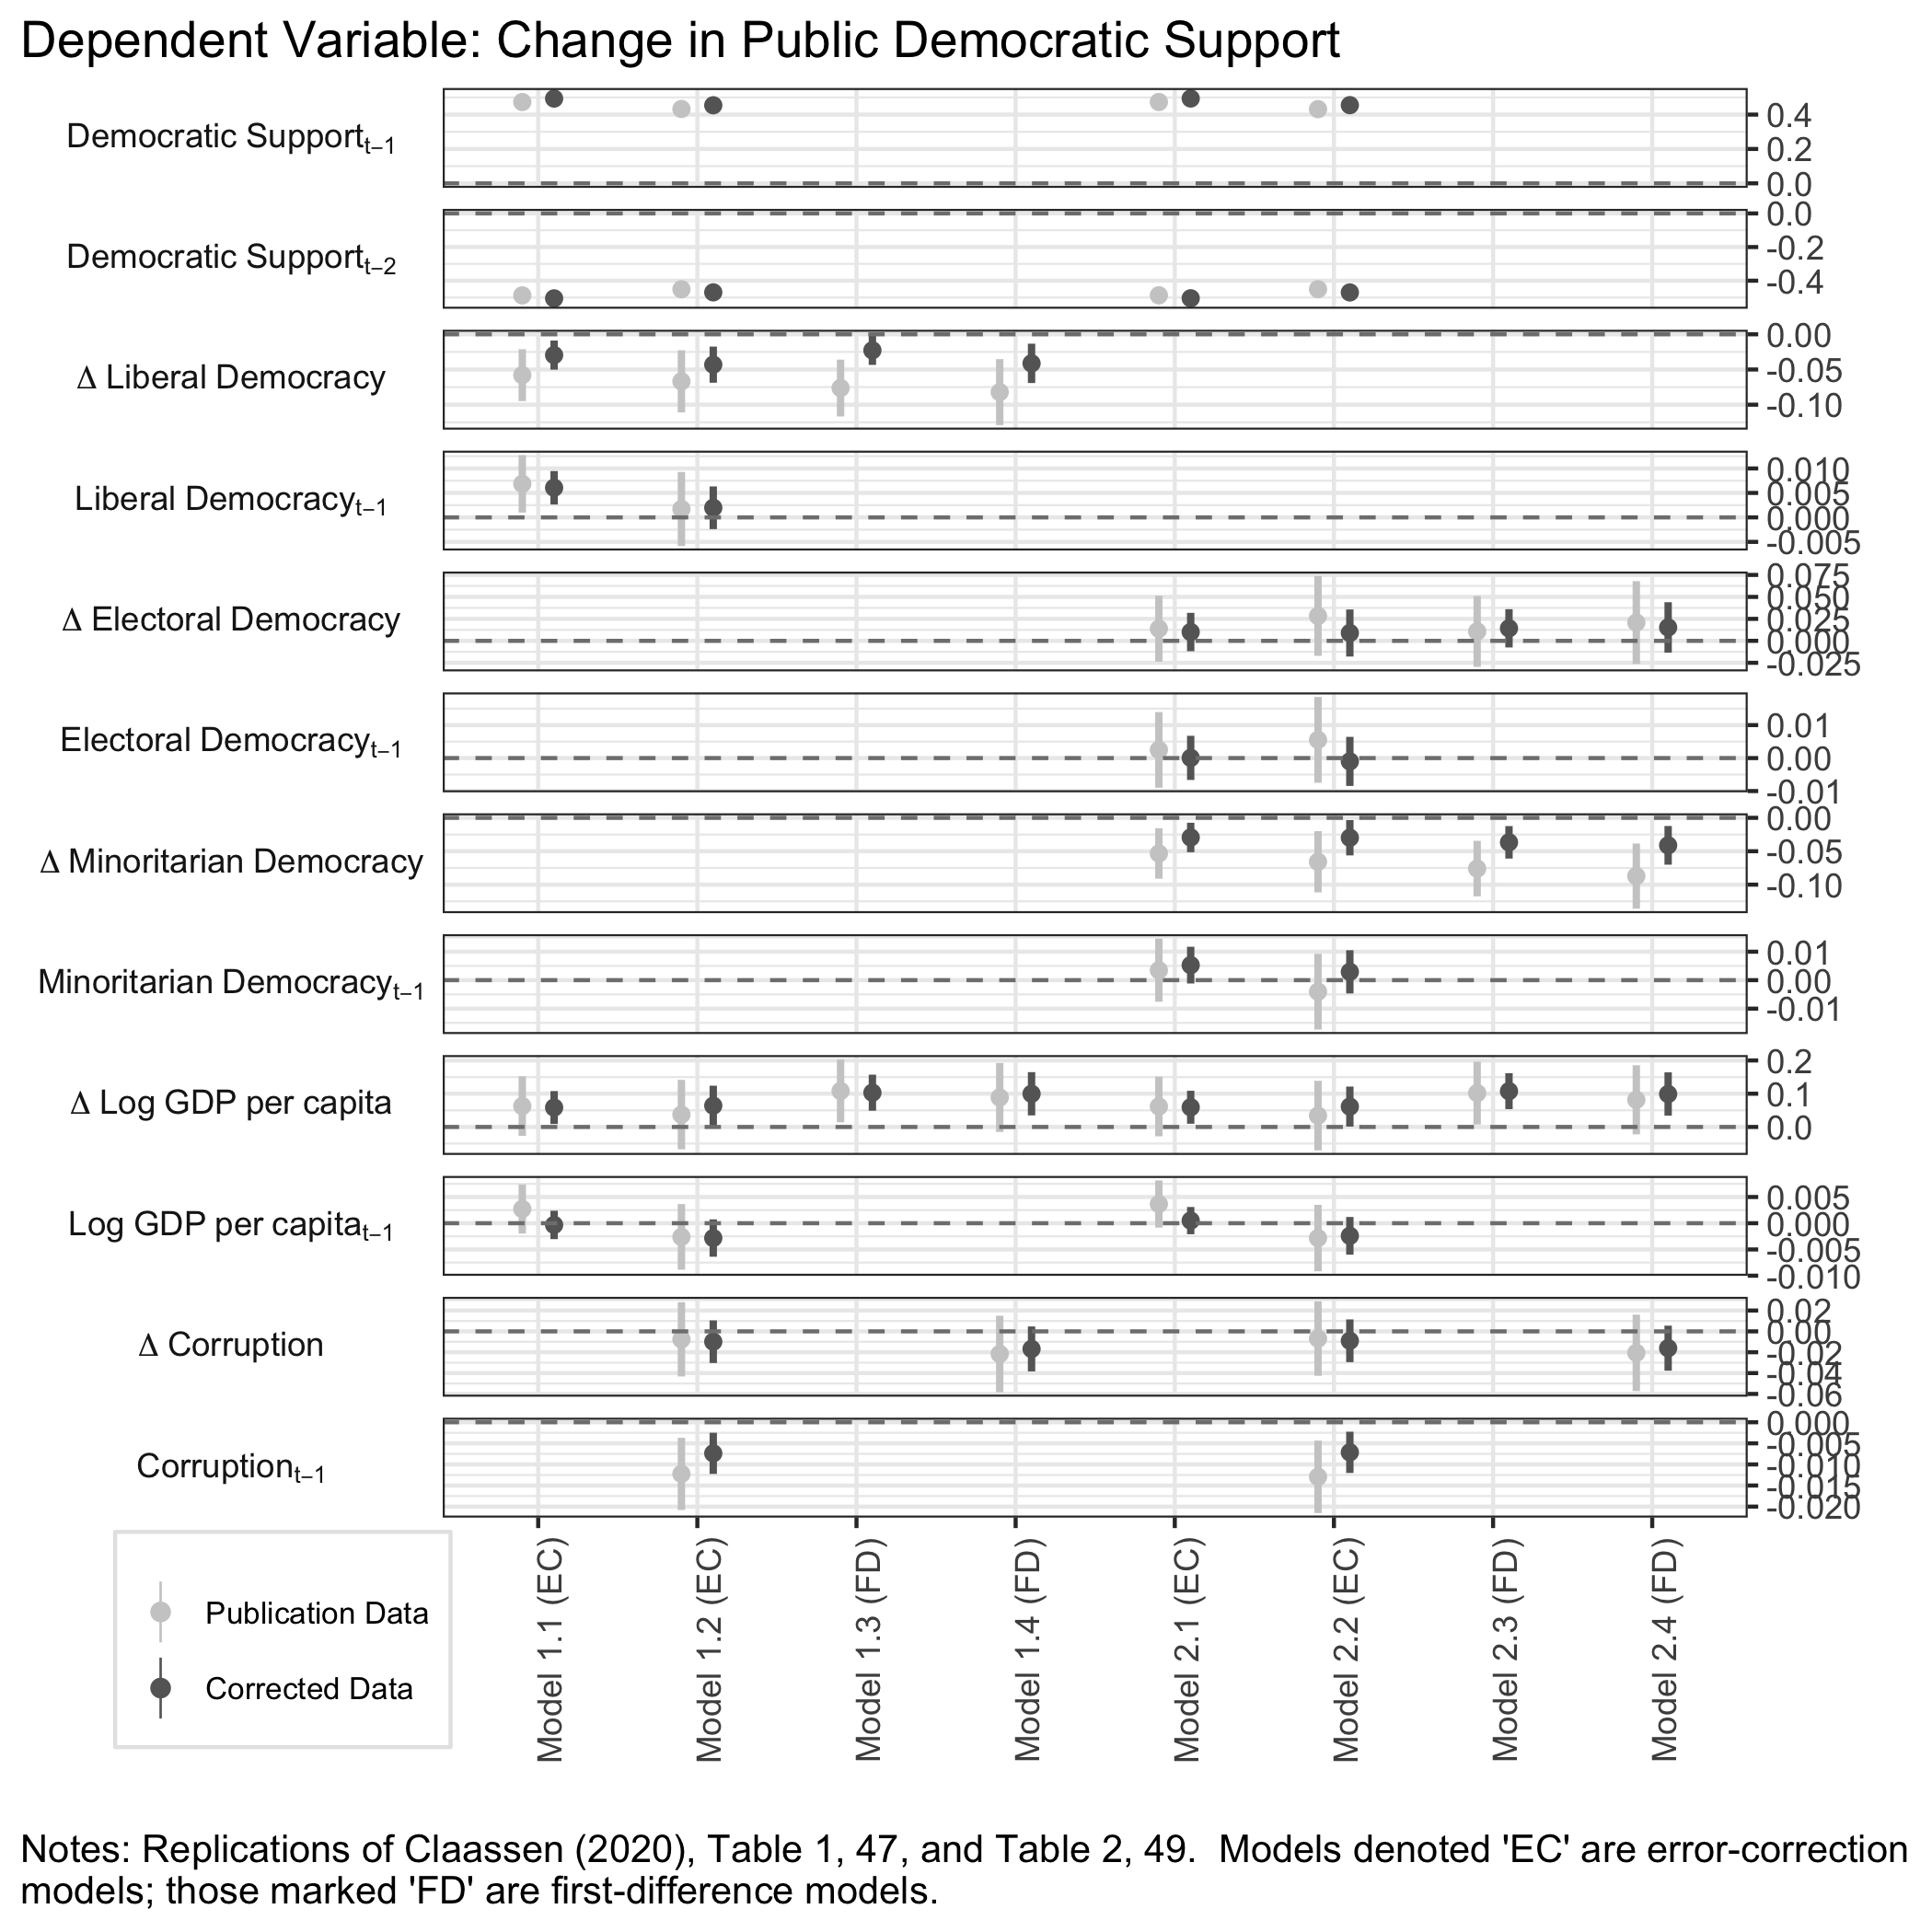 Dependent Variable: Change in Public Democratic Support
Democratic Supportt−1
0.4
0.2
0.0
Democratic Supportt−2
0.0
-0.2
-0.4
Δ Liberal Democracy
0.00
-0.05
-0.10
Liberal Democracyt−1
0.010
0.005
0.000
-0.005
Δ Electoral Democracy
0.075
0.050
0.025
0.000
-0.025
Electoral Democracyt−1
0.01
0.00
-0.01
Δ Minoritarian Democracy
0.00
-0.05
-0.10
Minoritarian Democracyt−1
0.01
0.00
-0.01
Δ Log GDP per capita
0.2
0.1
0.0
Log GDP per capitat−1
0.005
0.000
-0.005
-0.010
Δ Corruption
0.02
0.00
-0.02
-0.04
-0.06
Corruptiont−1
0.000
-0.005
-0.010
-0.015
-0.020
Model 1.1 (EC)
Model 1.2 (EC)
Model 1.3 (FD)
Model 1.4 (FD)
Model 2.1 (EC)
Model 2.2 (EC)
Model 2.3 (FD)
Model 2.4 (FD)
Publication Data
Corrected Data
Notes: Replications of Claassen (2020), Table 1, 47, and Table 2, 49.  Models denoted 'EC' are error-correction
models; those marked 'FD' are first-difference models.